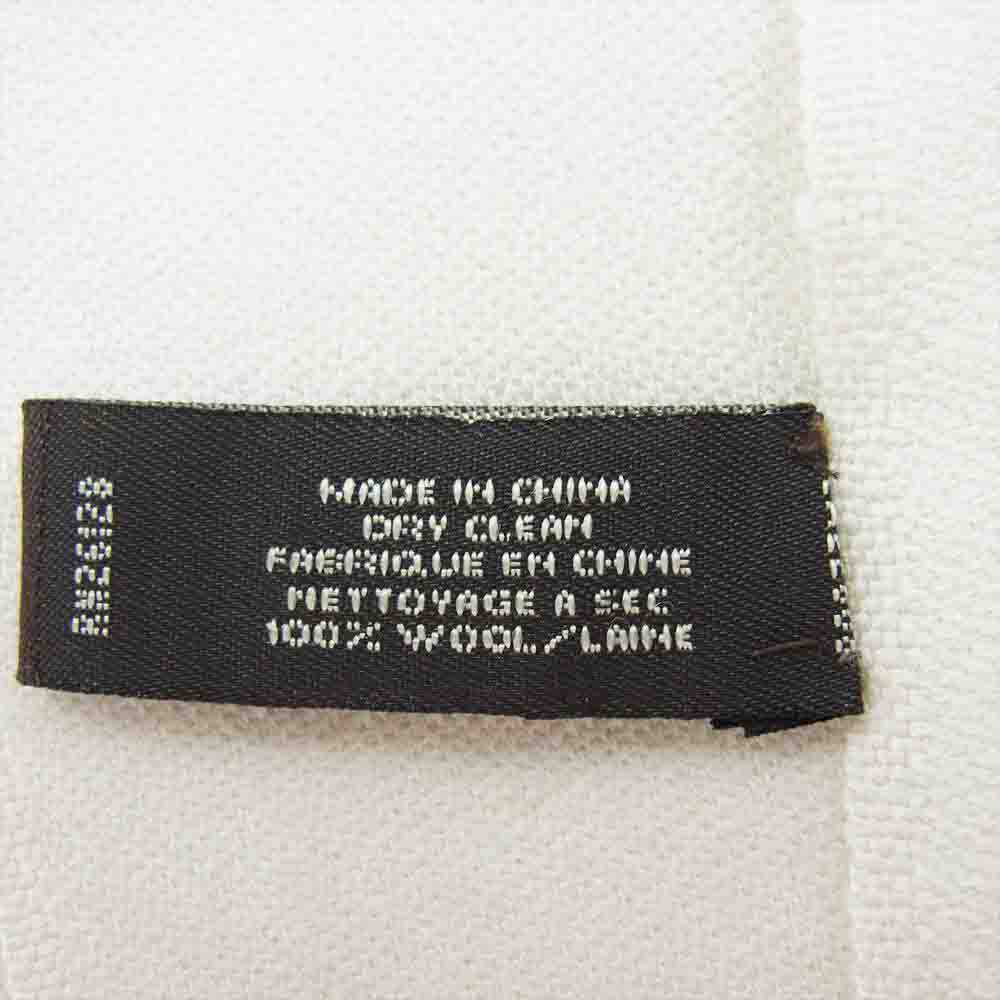 MADE IN CHINA
DRY CLEAN
FABRIQUE EN CHINE
NETTOYAGE A SEC
100% WOOL/LAINE